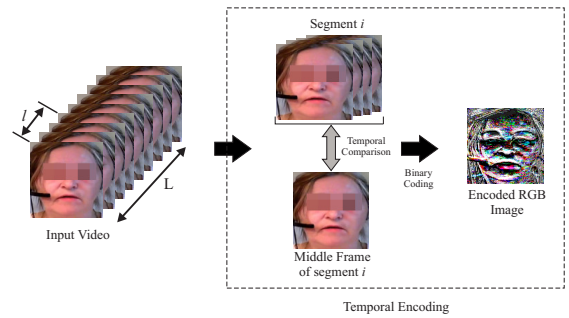 Segment i
l
L
Input Video
Temporal
Comparison
Binary
Coding
Encoded RGB
Image
Middle Frame
of segment i
Temporal Encoding